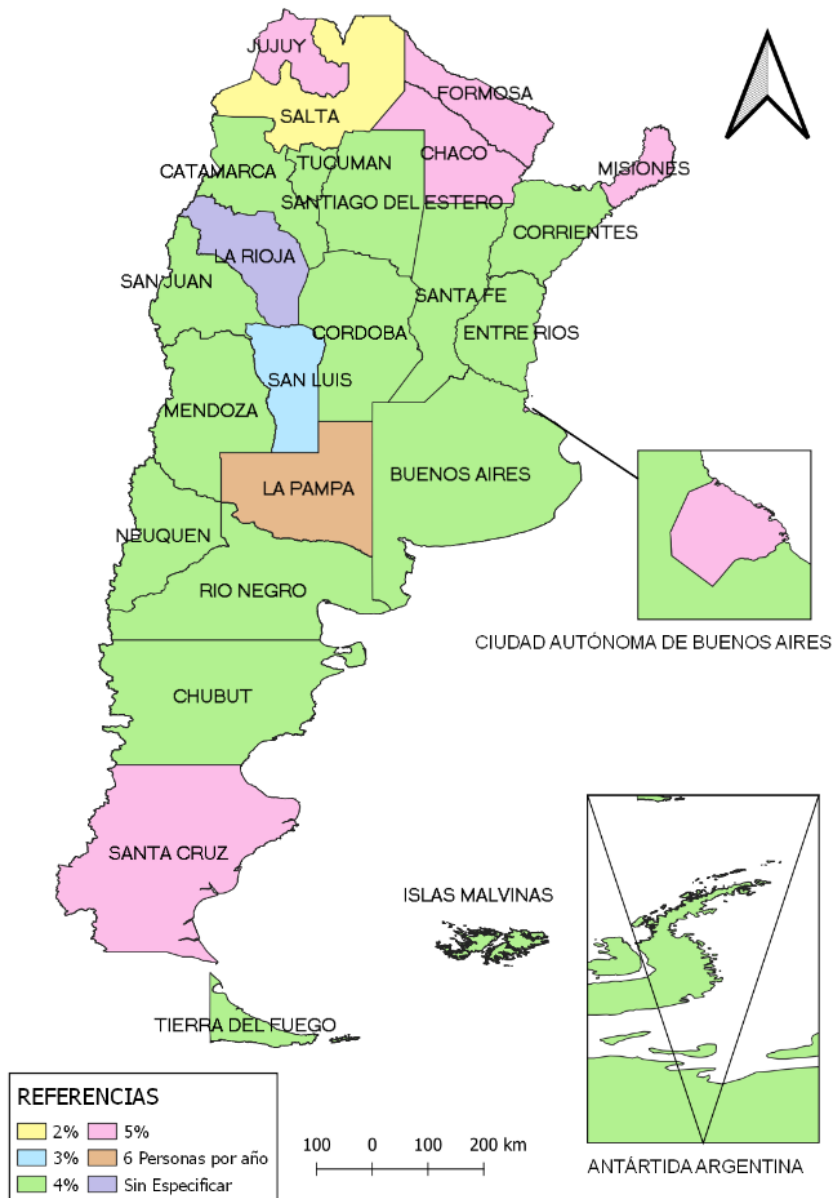 JUJUY
FORMOSA
SALTA
CHACO
TUCUMAN
MISIONES
CATAMARCA
SANTIAGO DEL ESTERO
CORRIENTES
LA RIOJA
SAN JUAN
SANTA FE
CORDOBA
ENTRE RIOS
SAN LUIS
MENDOZA
BUENOS AIRES
LA PAMPA
NEUQUEN
RIO NEGRO
CIUDAD AUTÓNOMA DE BUENOS AIRES
CHUBUT
SANTA CRUZ
ISLAS MALVINAS
TIERRA DEL FUEGO
REFERENCIAS
2% 5%
3% 6 Personas por año
4% Sin Especificar
100 0 100 200 km
ANTÁRTIDA ARGENTINA